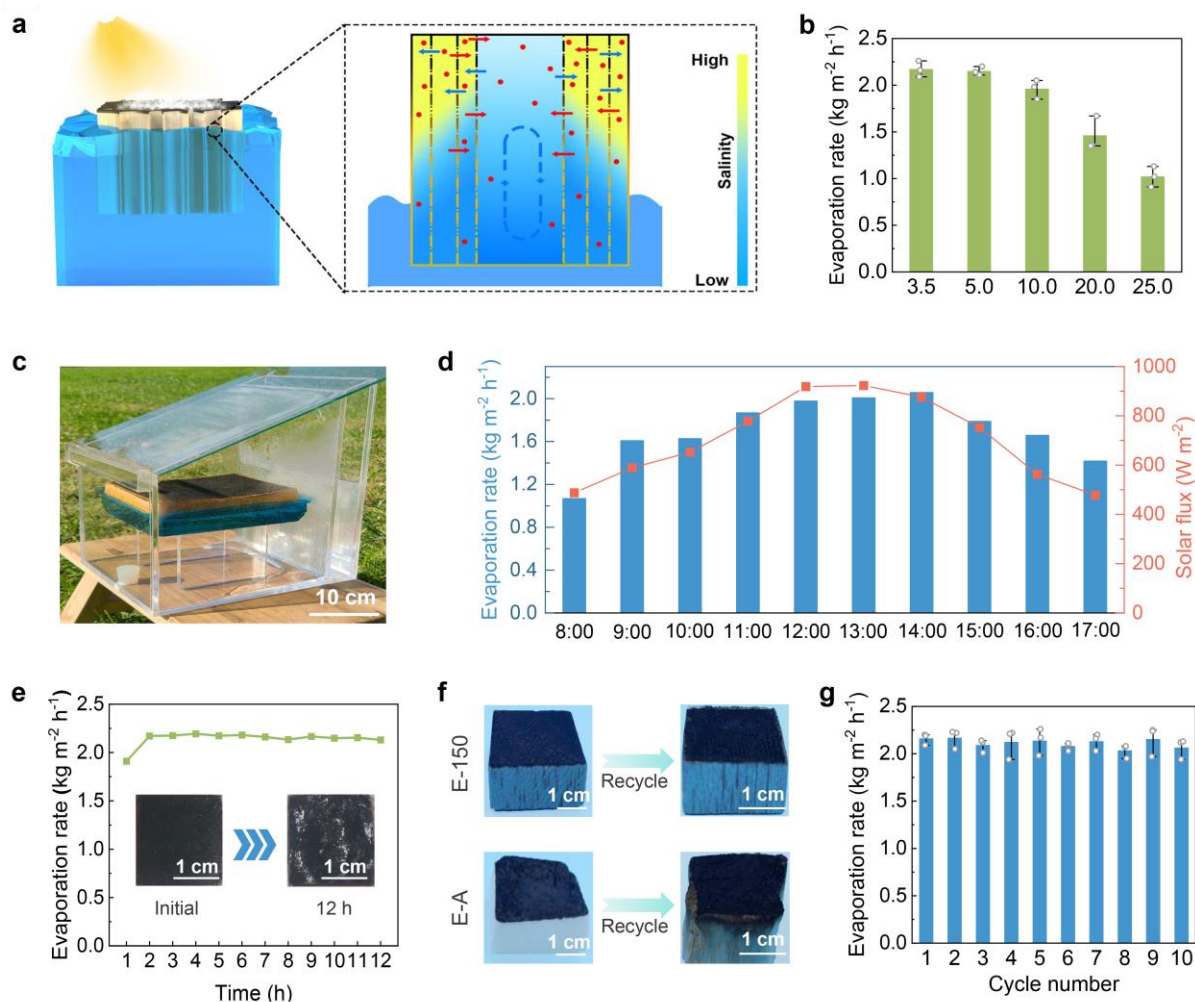 a
High
Salinity
Low
b
Evaporation rate (kg m⁻² h⁻¹)
2.5
2.0
1.5
1.0
0.5
0.0
3.5 5.0 10.0 20.0 25.0
c
10 cm
d
Evaporation rate (kg m⁻² h⁻¹)
2.0
1.6
1.2
0.8
0.4
0.0
1000
800
600
400
200
0
Solar flux (W m⁻²)
8:00 9:00 10:00 11:00 12:00 13:00 14:00 15:00 16:00 17:00
e
Evaporation rate (kg m⁻² h⁻¹)
2.5
2.0
1.5
1.0
0.5
0.0
1 cm
1 cm
Initial
12 h
1 2 3 4 5 6 7 8 9 10 11 12
Time (h)
f
E-150
1 cm
Recycle
1 cm
E-A
1 cm
Recycle
1 cm
g
Evaporation rate (kg m⁻² h⁻¹)
2.5
2.0
1.5
1.0
0.5
0.0
1 2 3 4 5 6 7 8 9 10
Cycle number